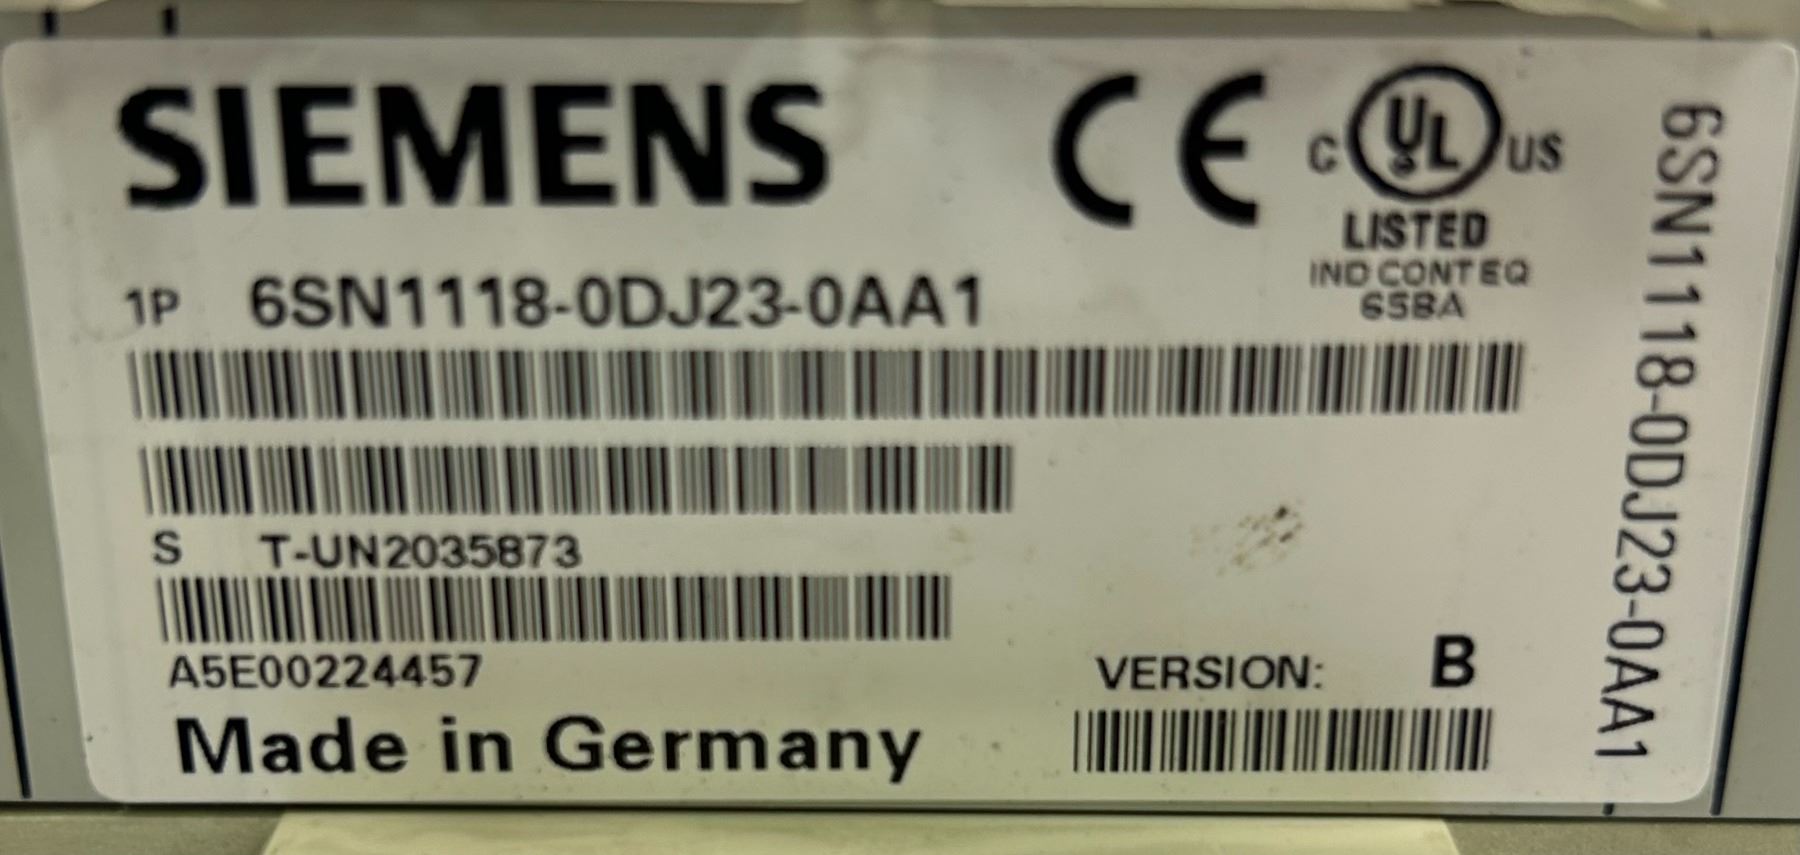 SIEMENS
CE
C UL US
LISTED
IND CONT EQ
65BA
1P 6SN1118-0DJ23-0AA1
S T-UN2035873
A5E00224457
VERSION: B
Made in Germany
6SN1118-0DJ23-0AA1